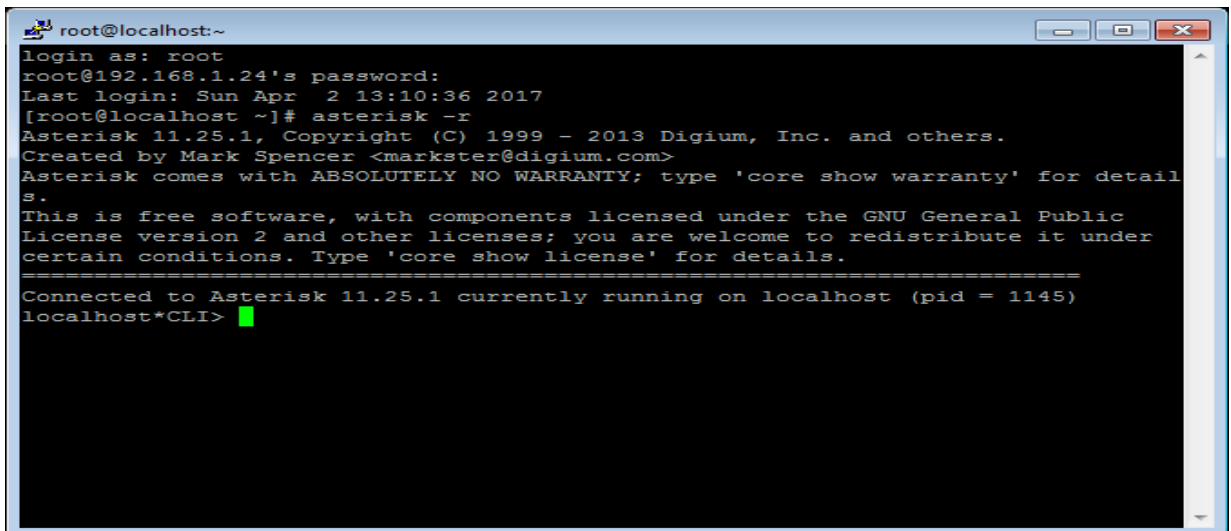 root@localhost:~
login as: root
root@192.168.1.24's password:
Last login: Sun Apr  2 13:10:36 2017
[root@localhost ~]# asterisk -r
Asterisk 11.25.1, Copyright (C) 1999 - 2013 Digium, Inc. and others.
Created by Mark Spencer <markster@digium.com>
Asterisk comes with ABSOLUTELY NO WARRANTY; type 'core show warranty' for detail
s.
This is free software, with components licensed under the GNU General Public
License version 2 and other licenses; you are welcome to redistribute it under
certain conditions. Type 'core show license' for details.
=========================================================================
Connected to Asterisk 11.25.1 currently running on localhost (pid = 1145)
localhost*CLI>